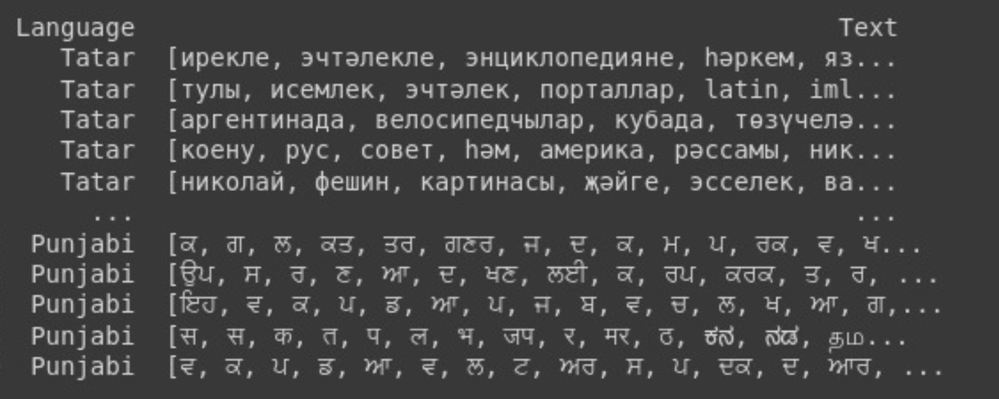 Language Text
Tatar [ирекле, эчтәлекле, энциклопедияне, һәркем, яз...
Tatar [тулы, исемлек, эчтәлек, порталлар, latin, iml...
Tatar [аргентинада, велосипедчылар, кубада, төзүчелә...
Tatar [коену, рус, совет, һәм, америка, рәссамы, ник...
Tatar [николай, фешин, картинасы, җәйге, эсселек, ва...
... ...
Punjabi [ਕ, ਗ, ਲ, ਕਤ, ਤਰ, ਗਣਰ, ਜ, ਦ, ਕ, ਮ, ਪ, ਰਕ, ਵ, ਖ...
Punjabi [ਉਪ, ਸ, ਰ, ਣ, ਆ, ਦ, ਖਣ, ਲਈ, ਕ, ਰਪ, ਕਰਕ, ਤ, ਰ, ...
Punjabi [ਇਹ, ਵ, ਕ, ਪ, ਡ, ਆ, ਪ, ਜ, ਬ, ਵ, ਚ, ਲ, ਖ, ਆ, ਗ,...
Punjabi [स, स, क, त, प, ल, भ, जप, र, मर, ठ, ಕನ, ನಡ, தம...
Punjabi [ਵ, ਕ, ਪ, ਡ, ਆ, ਵ, ਲ, ਟ, ਅਰ, ਸ, ਪ, ਦਕ, ਦ, ਆਰ, ...